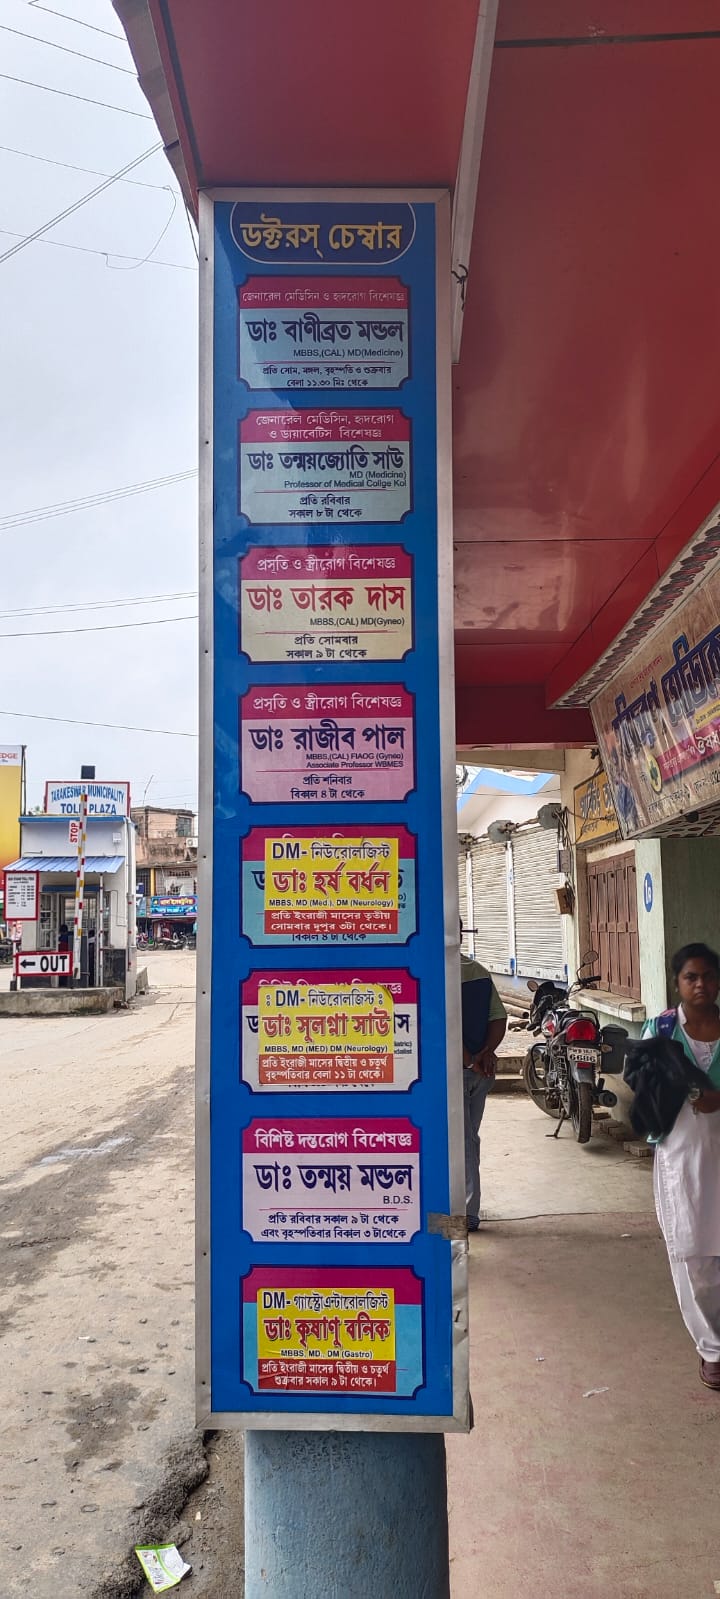 ডক্টরস্ চেম্বার
জেনারেল মেডিসিন ও হৃদরোগ বিশেষজ্ঞ
ডাঃ বাণীব্রত মন্ডল
MBBS,(CAL) MD(Medicine)
প্রতি সোম, মঙ্গল, বৃহস্পতি ও শুক্রবার
বেলা ১১.৩০ মিঃ থেকে
জেনারেল মেডিসিন, হৃদরোগ
ও ডায়াবেটিস বিশেষজ্ঞ
ডাঃ তন্ময়জ্যোতি সাউ
MD (Medicine)
Professor of Medical Collge Kol
প্রতি রবিবার
সকাল ৮ টা থেকে
প্রসূতি ও স্ত্রীরোগ বিশেষজ্ঞ
ডাঃ তারক দাস
MBBS,(CAL) MD(Gyneo)
প্রতি সোমবার
সকাল ৯ টা থেকে
প্রসূতি ও স্ত্রীরোগ বিশেষজ্ঞ
ডাঃ রাজীব পাল
MBBS,(CAL) FIAOG (Gyneo)
Associate Professor WBMES
প্রতি শনিবার
বিকাল ৪ টা থেকে
DM- নিউরোলজিস্ট
ডাঃ হর্ষ বর্ধন
MBBS, MD (Med.), DM (Neurology)
প্রতি ইংরাজী মাসের তৃতীয়
সোমবার দুপুর ৩টা থেকে।
বিকাল ৪ টা থেকে
: DM- নিউরোলজিস্ট :
ডাঃ সুলগ্না সাউ
MBBS, MD (MED) DM (Neurology)
প্রতি ইংরাজী মাসের দ্বিতীয় ও চতুর্থ
বৃহস্পতিবার বেলা ১১ টা থেকে।
বিশিষ্ট দন্তরোগ বিশেষজ্ঞ
ডাঃ তন্ময় মন্ডল
B.D.S.
প্রতি রবিবার সকাল ৯ টা থেকে
এবং বৃহস্পতিবার বিকাল ৩ টা থেকে
DM- গ্যাস্ট্রোএন্টারোলজিস্ট
ডাঃ কৃষাণু বনিক
MBBS, MD., DM (Gastro)
প্রতি ইংরাজী মাসের দ্বিতীয় ও চতুর্থ
শুক্রবার সকাল ৯ টা থেকে।
TARAKESWAR MUNICIPALITY
TOLL PLAZA
STOP
OUT